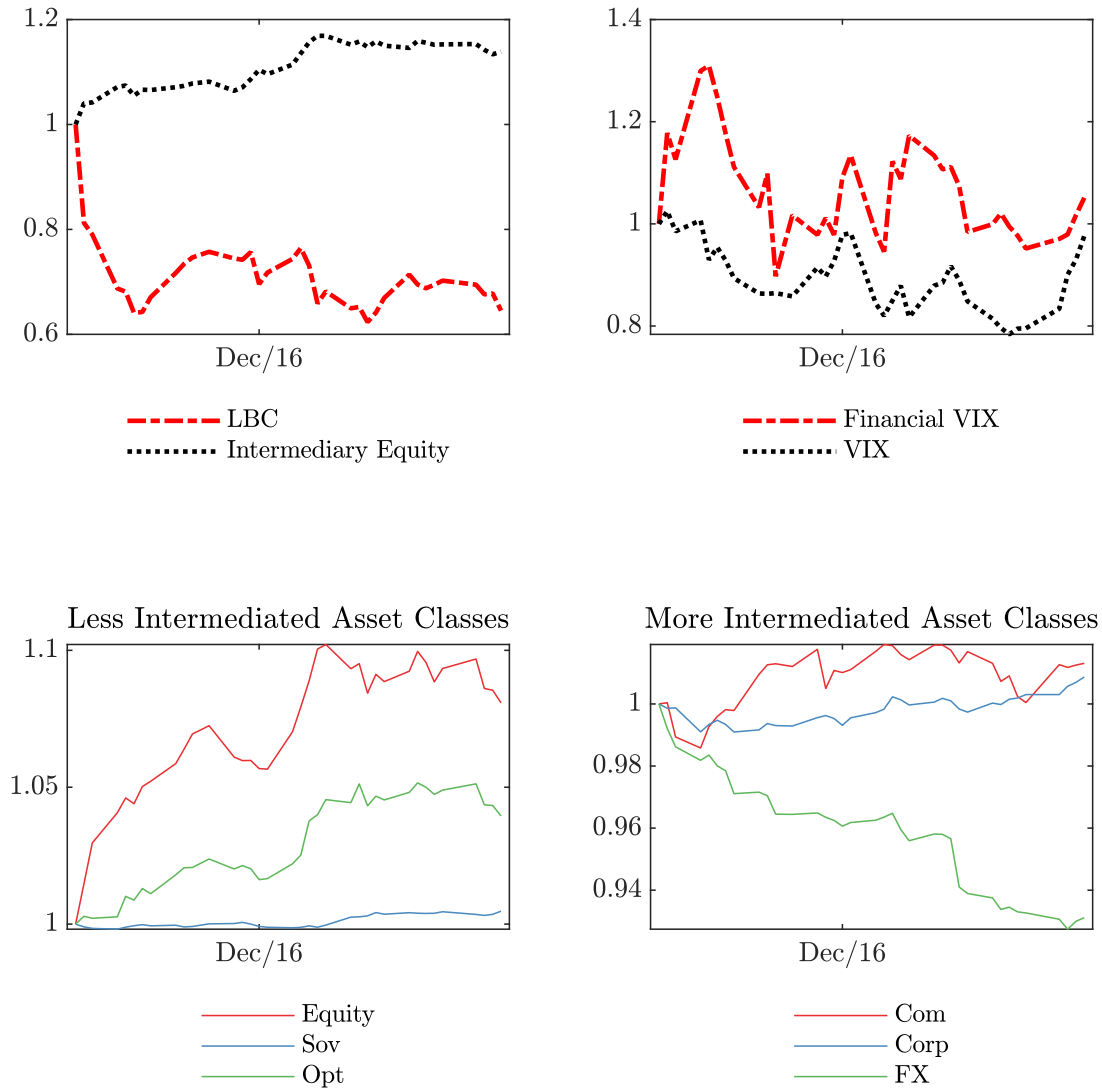 1.2
1
0.8
0.6
Dec/16
LBC
Intermediary Equity
1.4
1.2
1
0.8
Dec/16
Financial VIX
VIX
Less Intermediated Asset Classes
1.1
1.05
1
Dec/16
Equity
Sov
Opt
More Intermediated Asset Classes
1
0.98
0.96
0.94
Dec/16
Com
Corp
FX